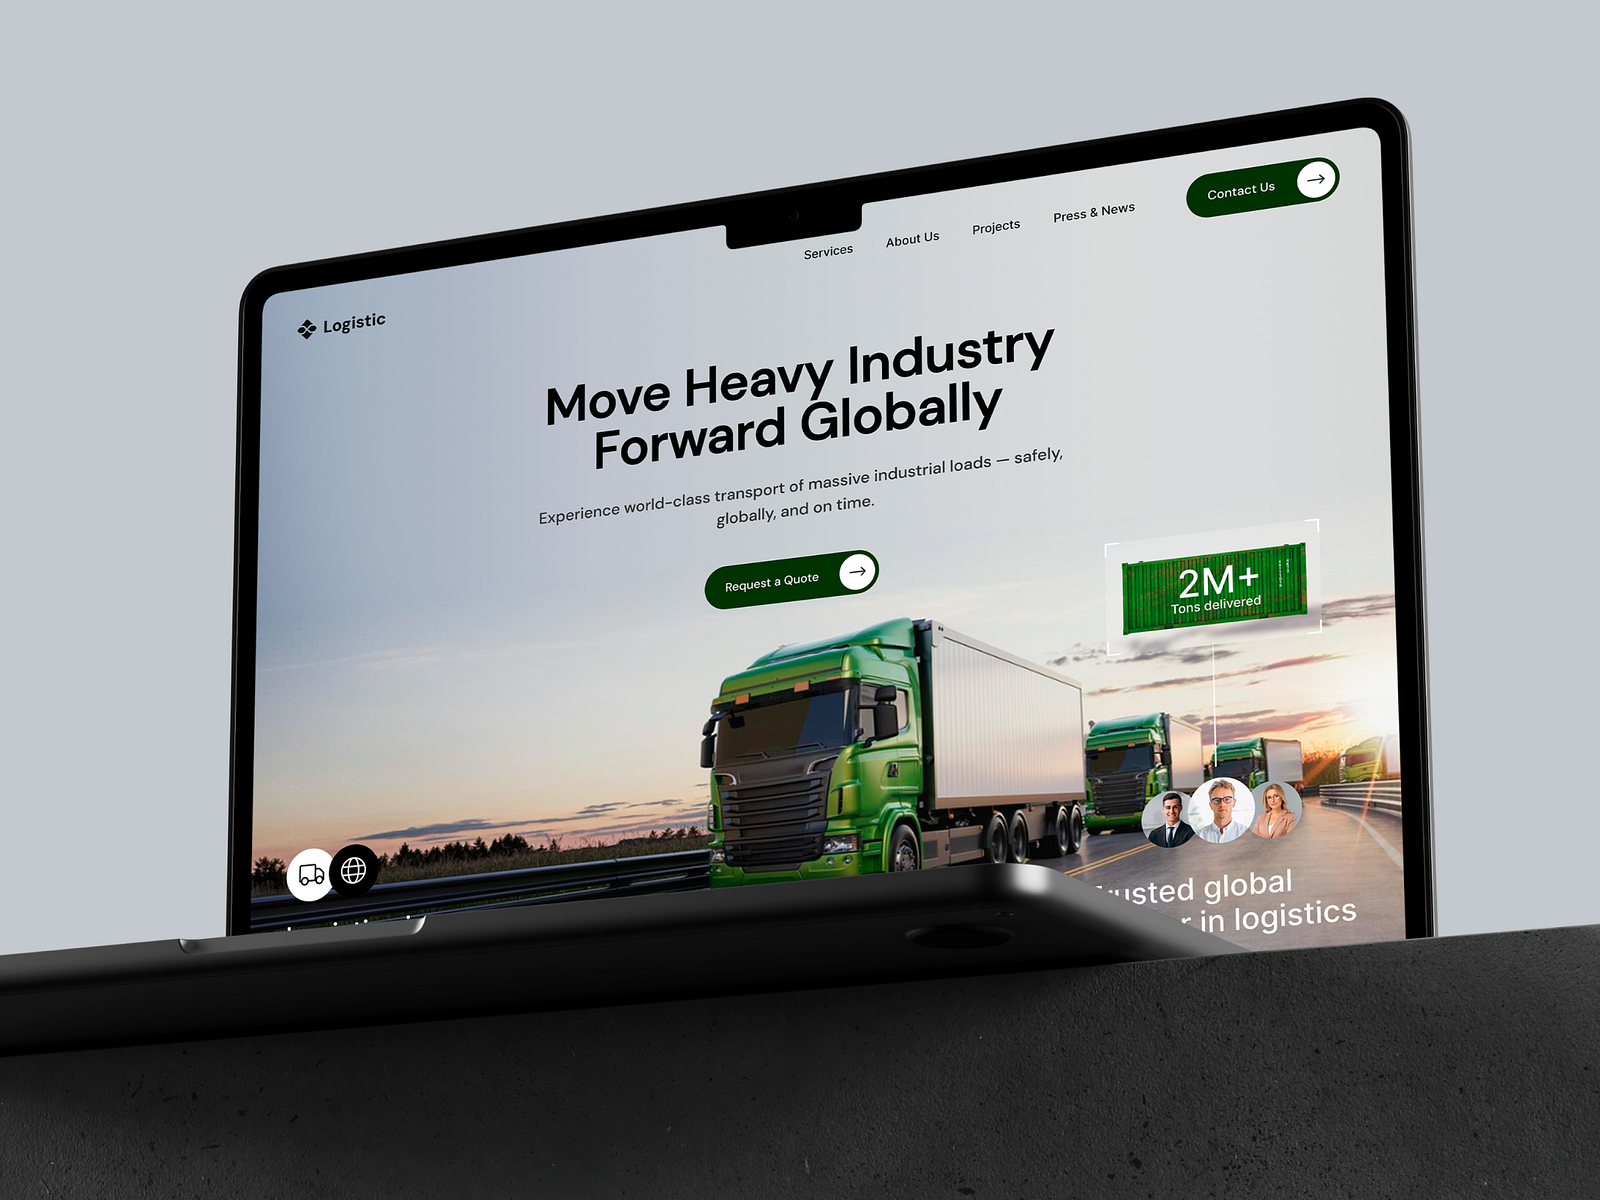 Logistic
Services
About Us
Projects
Press & News
Contact Us
Move Heavy Industry
Forward Globally
Experience world-class transport of massive industrial loads — safely,
globally, and on time.
Request a Quote
2M+
Tons delivered
global
in logistics